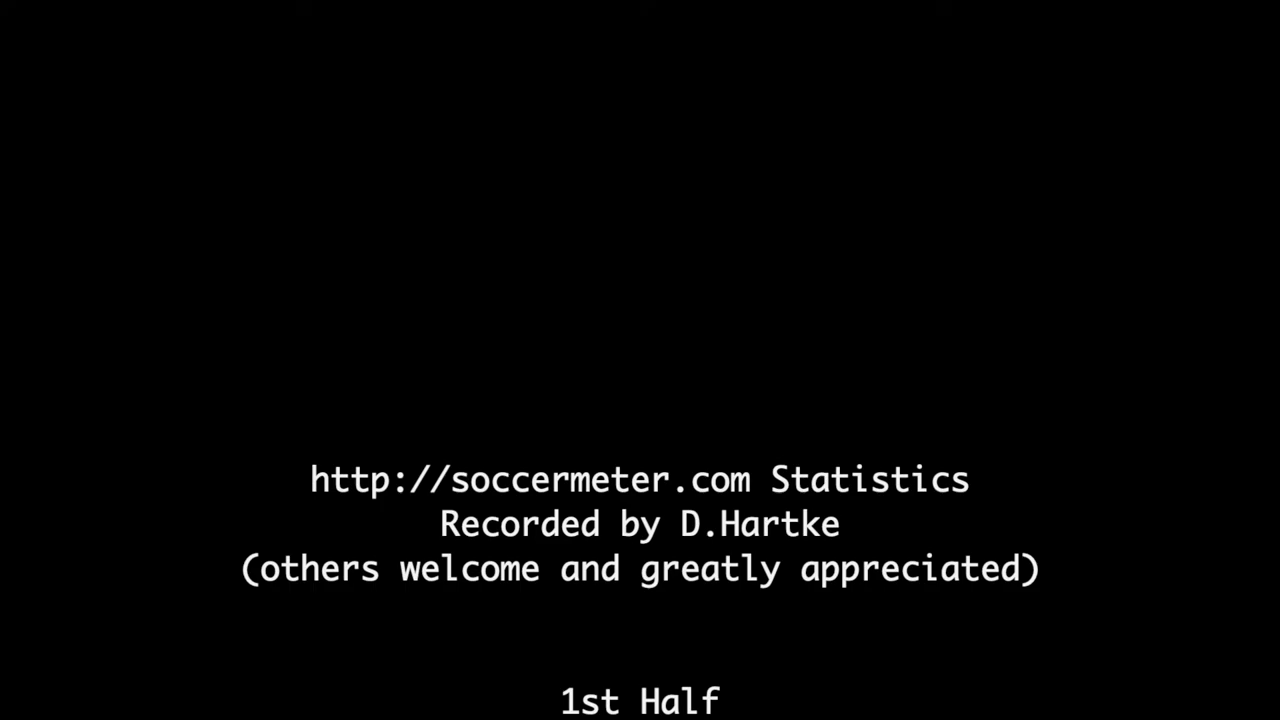 http://soccermeter.com Statistics
Recorded by D.Hartke
(others welcome and greatly appreciated)
1st Half